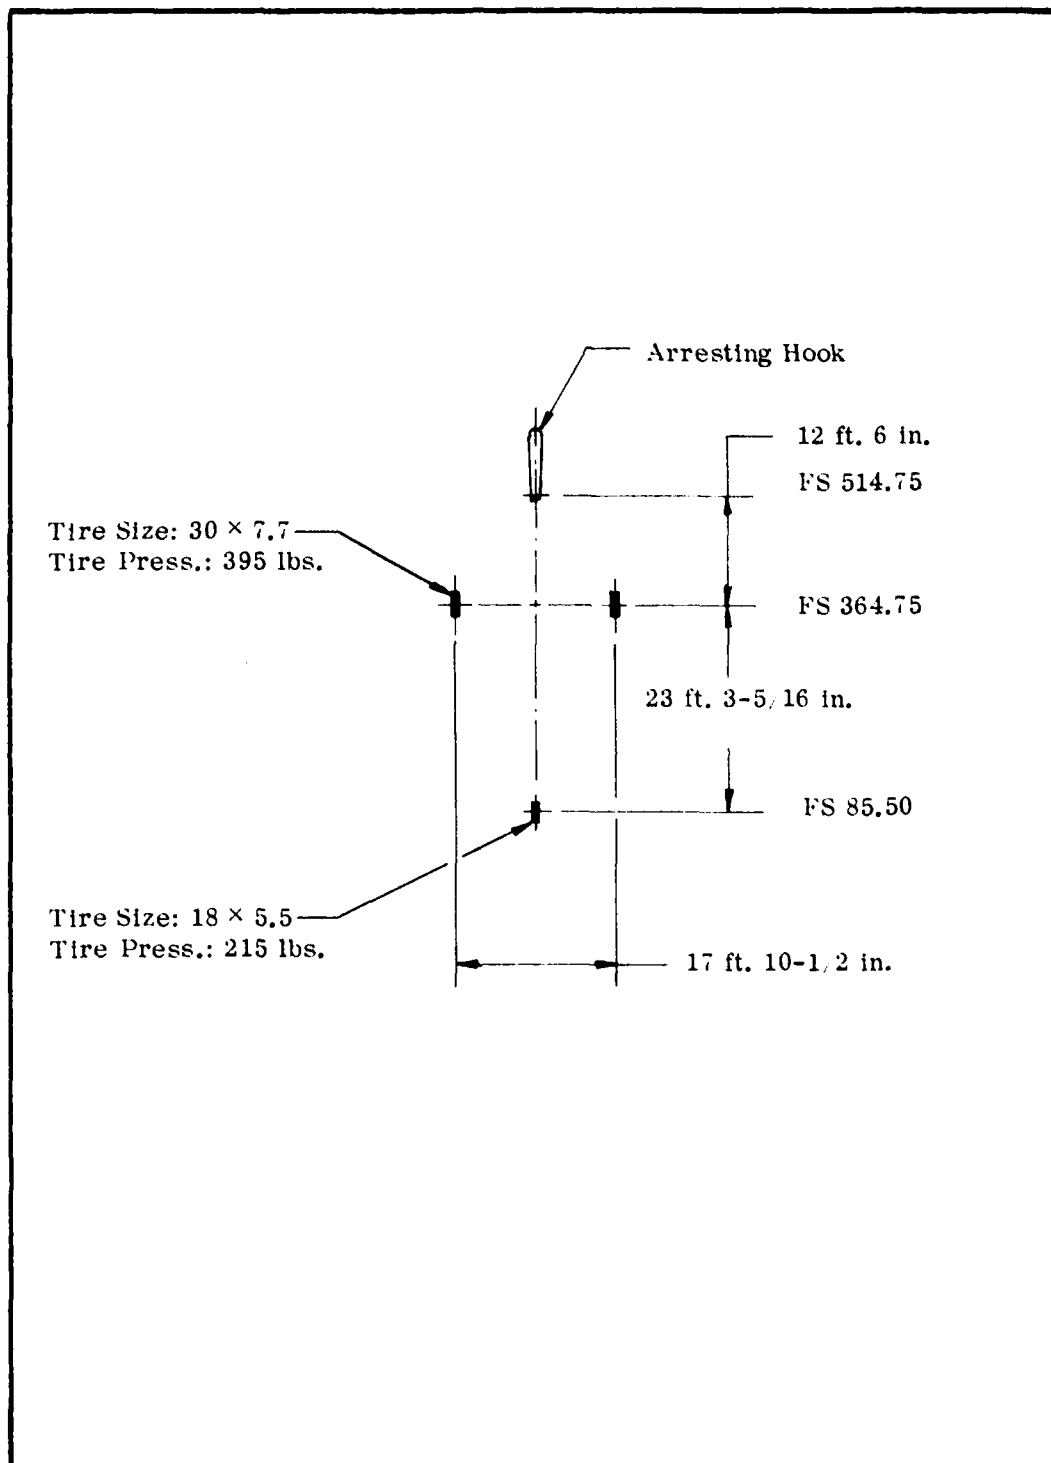 Arresting Hook
12 ft. 6 in.
FS 514.75
Tire Size: 30 × 7.7
Tire Press.: 395 lbs.
FS 364.75
23 ft. 3-5/16 in.
FS 85.50
Tire Size: 18 × 5.5
Tire Press.: 215 lbs.
17 ft. 10-1/2 in.